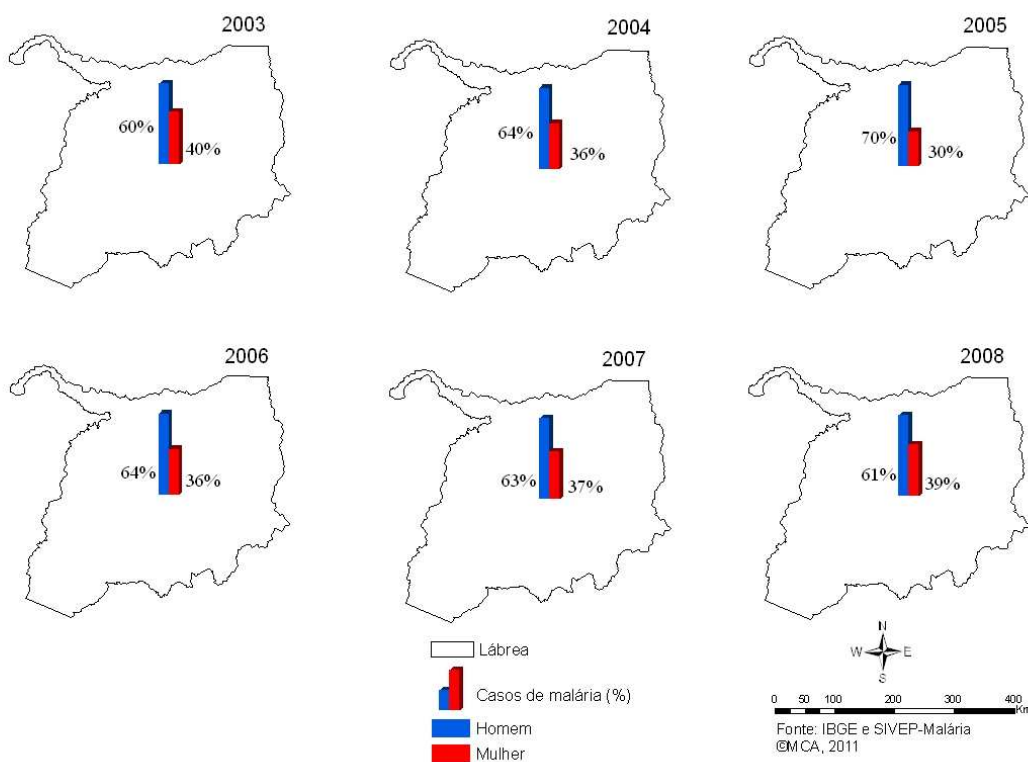 2003
60%
40%
2004
64%
36%
2005
70%
30%
2006
64%
36%
2007
63%
37%
2008
61%
39%
Lábrea
Casos de malária (%)
Homem
Mulher
N
W E
S
0 50 100 200 300 400
Km
Fonte: IBGE e SIVEP-Malária
©MCA, 2011